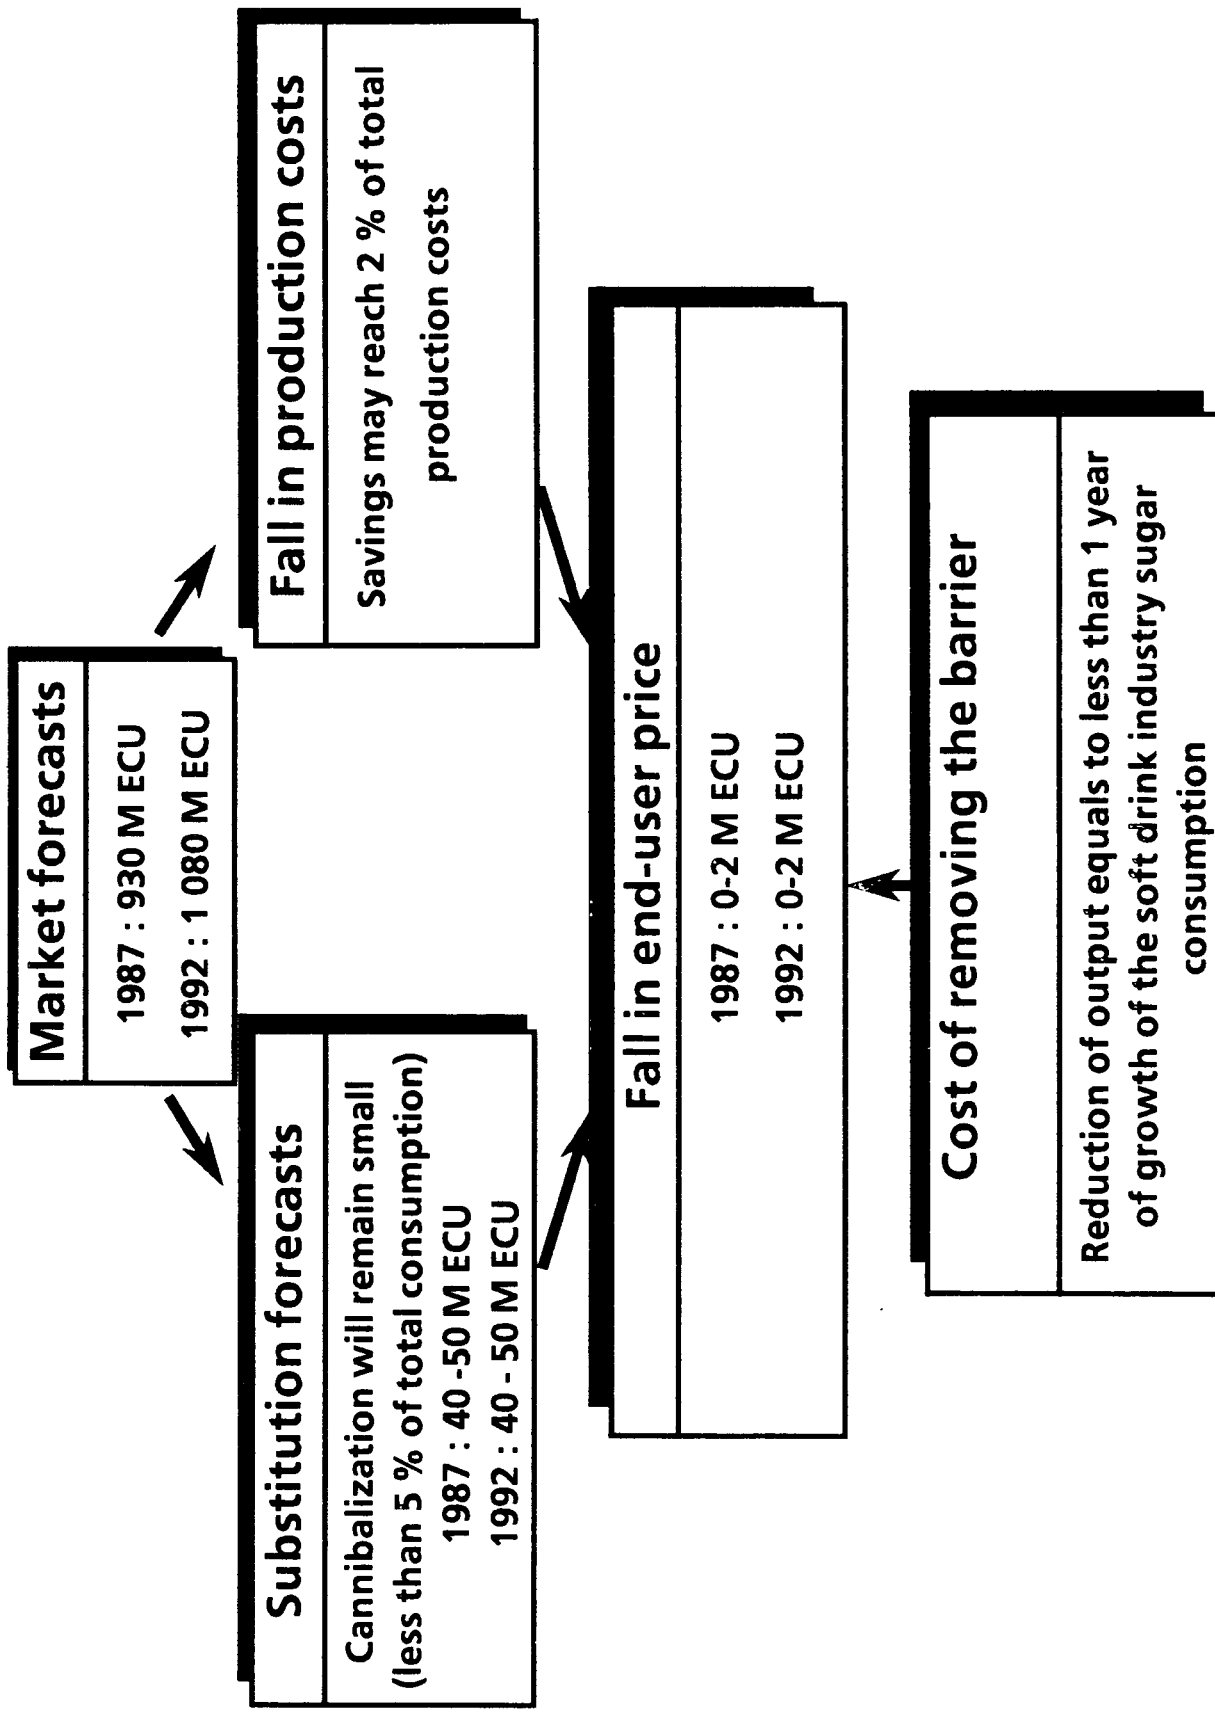 Market forecasts
1987 : 930 M ECU
1992 : 1 080 M ECU
Substitution forecasts
Cannibalization will remain small
(less than 5 % of total consumption)
1987 : 40 -50 M ECU
1992 : 40 - 50 M ECU
Fall in production costs
Savings may reach 2 % of total
production costs
Fall in end-user price
1987 : 0-2 M ECU
1992 : 0-2 M ECU
Cost of removing the barrier
Reduction of output equals to less than 1 year
of growth of the soft drink industry sugar
consumption